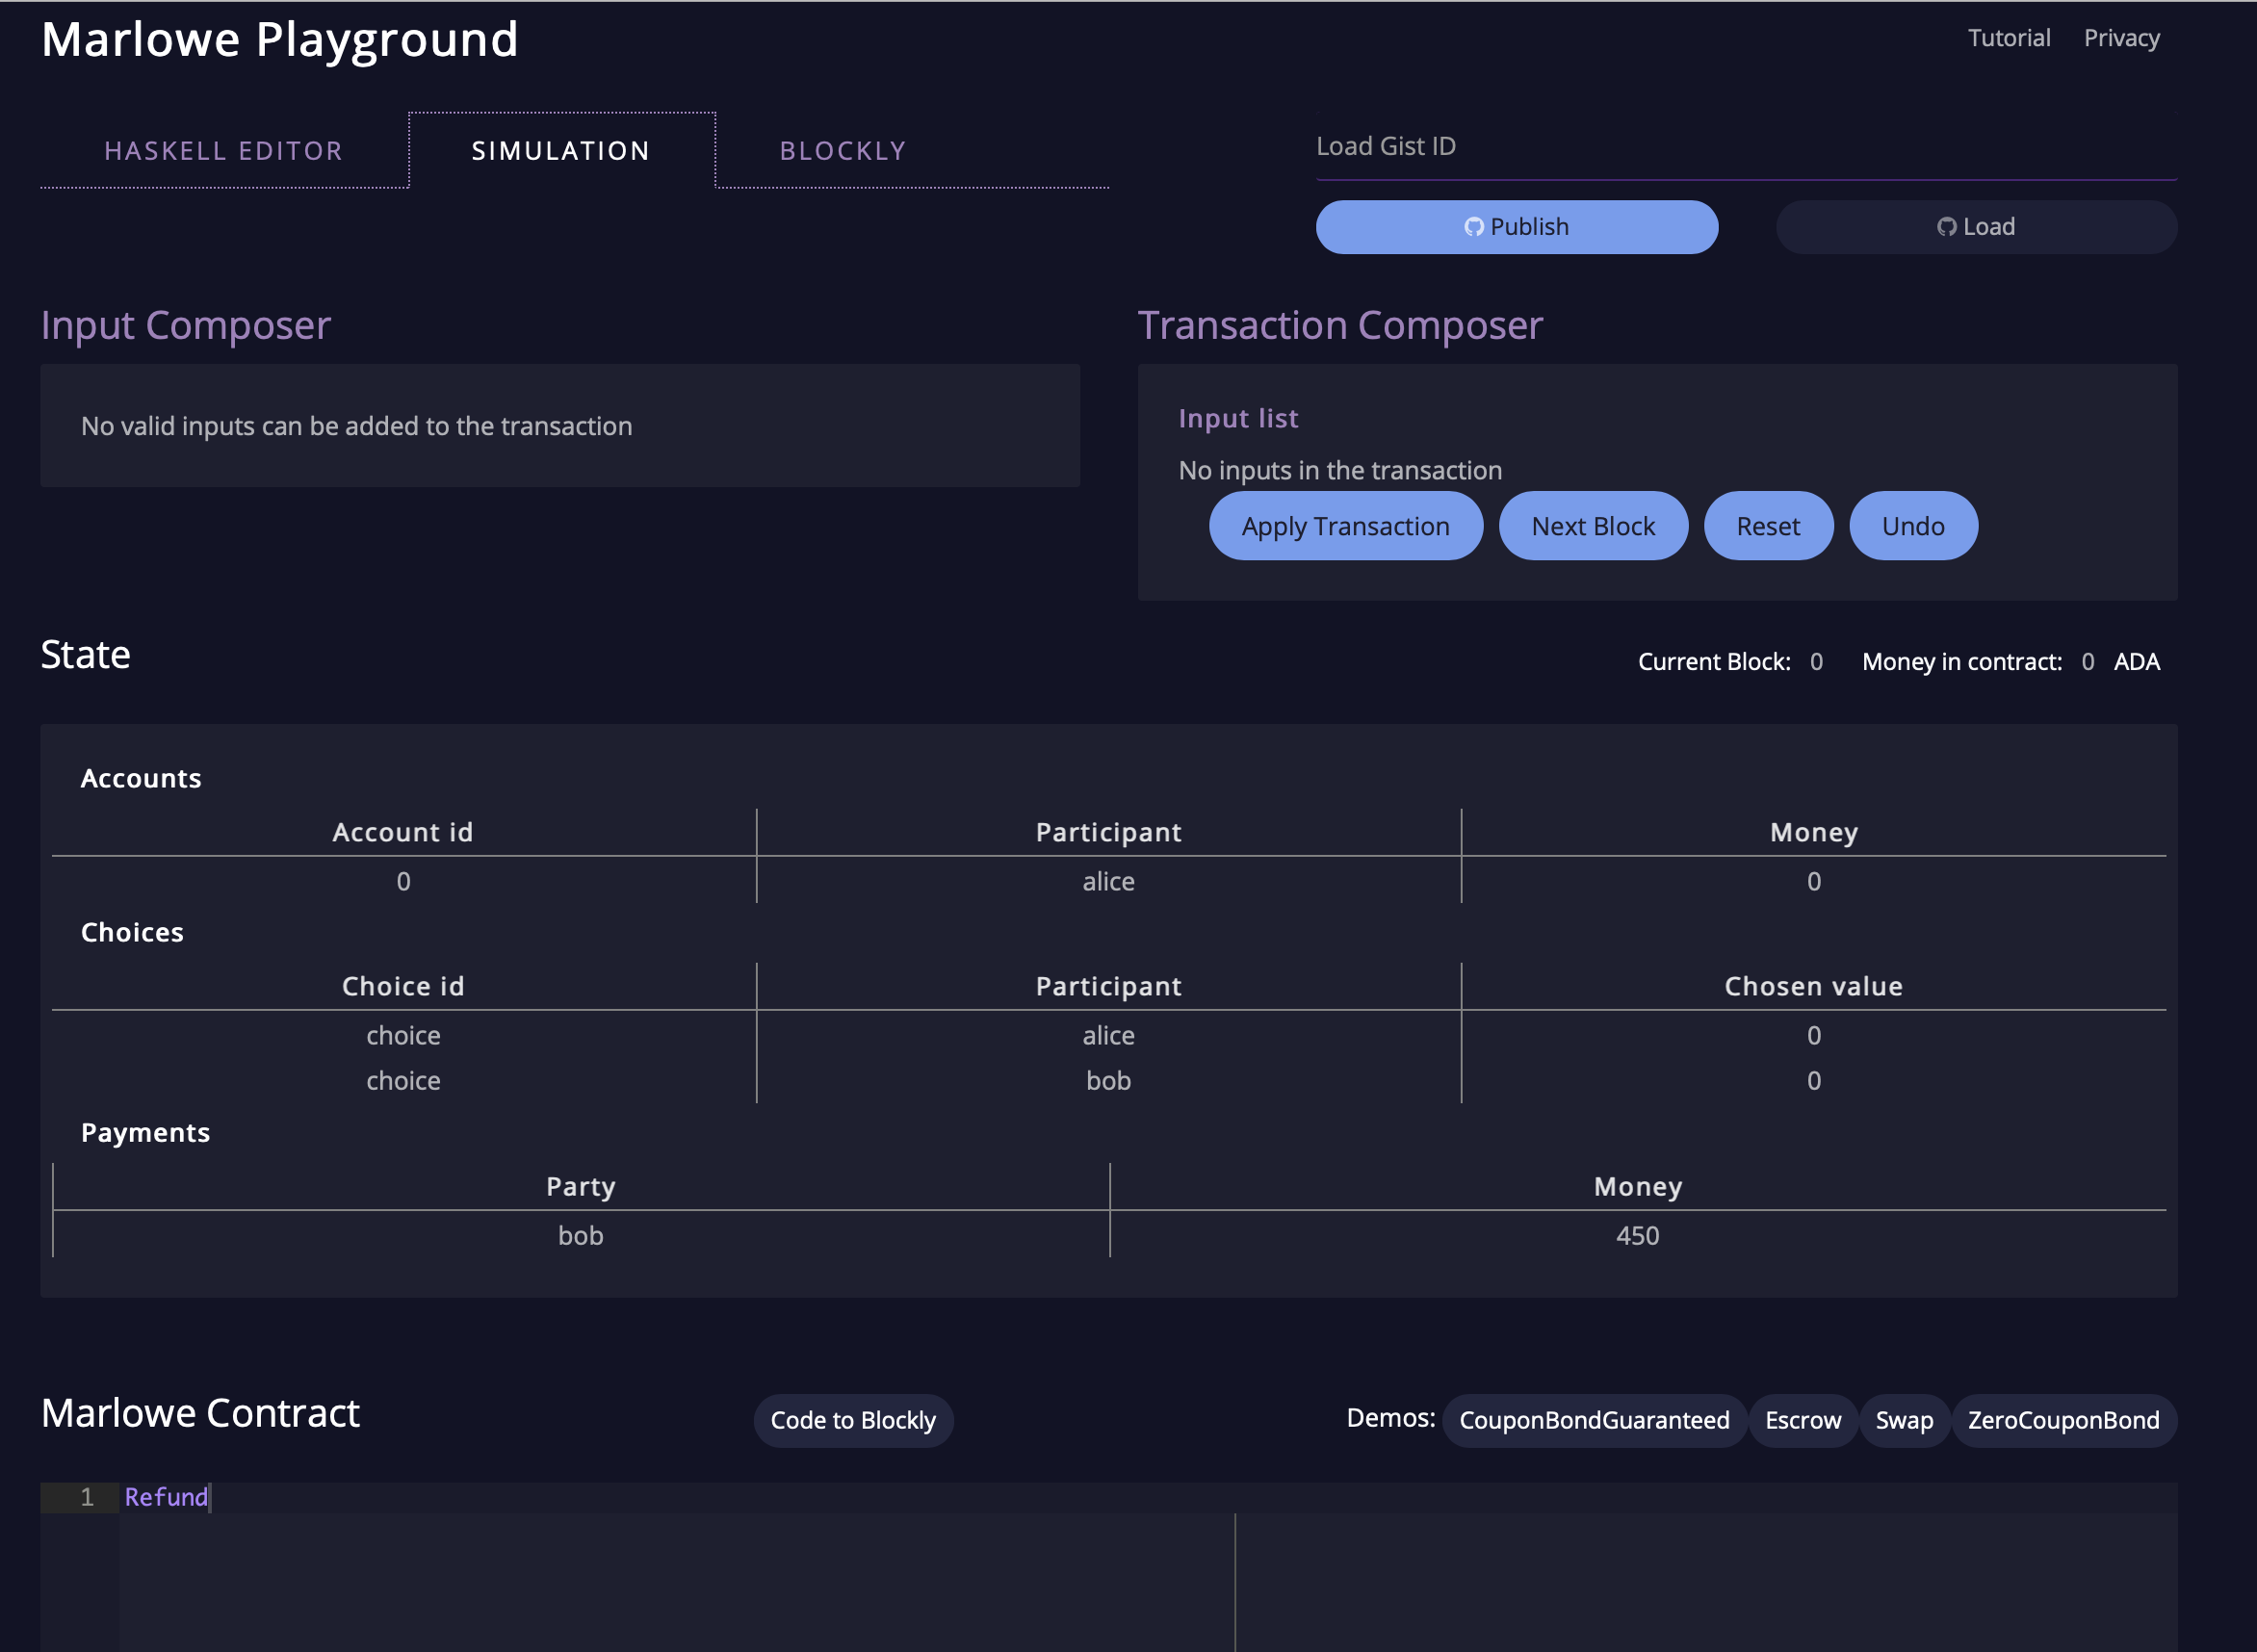 Marlowe Playground
Tutorial Privacy
HASKELL EDITOR SIMULATION BLOCKLY
Load Gist ID
Publish Load
Input Composer
No valid inputs can be added to the transaction
Transaction Composer
Input list
No inputs in the transaction
Apply Transaction Next Block Reset Undo
State
Current Block: 0 Money in contract: 0 ADA
Accounts
Account id Participant Money
0 alice 0
Choices
Choice id Participant Chosen value
choice alice 0
choice bob 0
Payments
Party Money
bob 450
Marlowe Contract
Code to Blockly
Demos: CouponBondGuaranteed Escrow Swap ZeroCouponBond
1 Refund